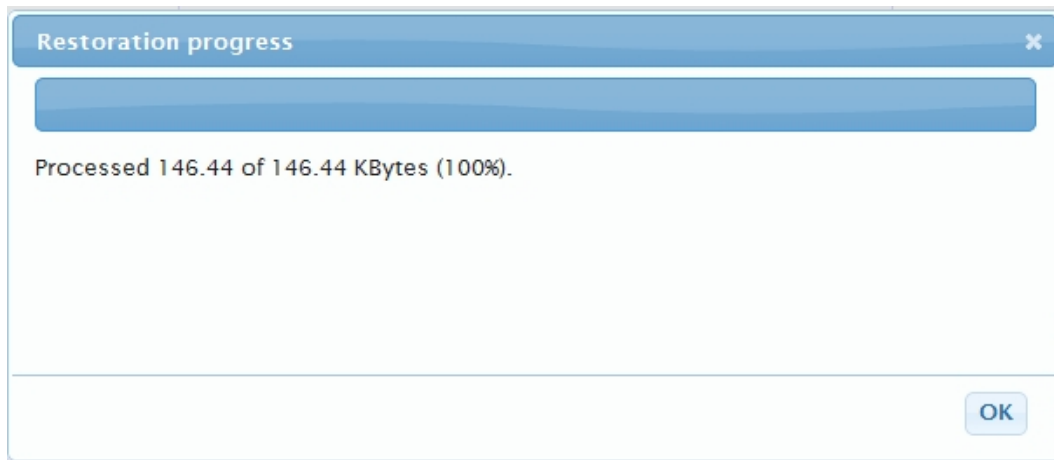 Restoration progress
Processed 146.44 of 146.44 KBytes (100%).
OK